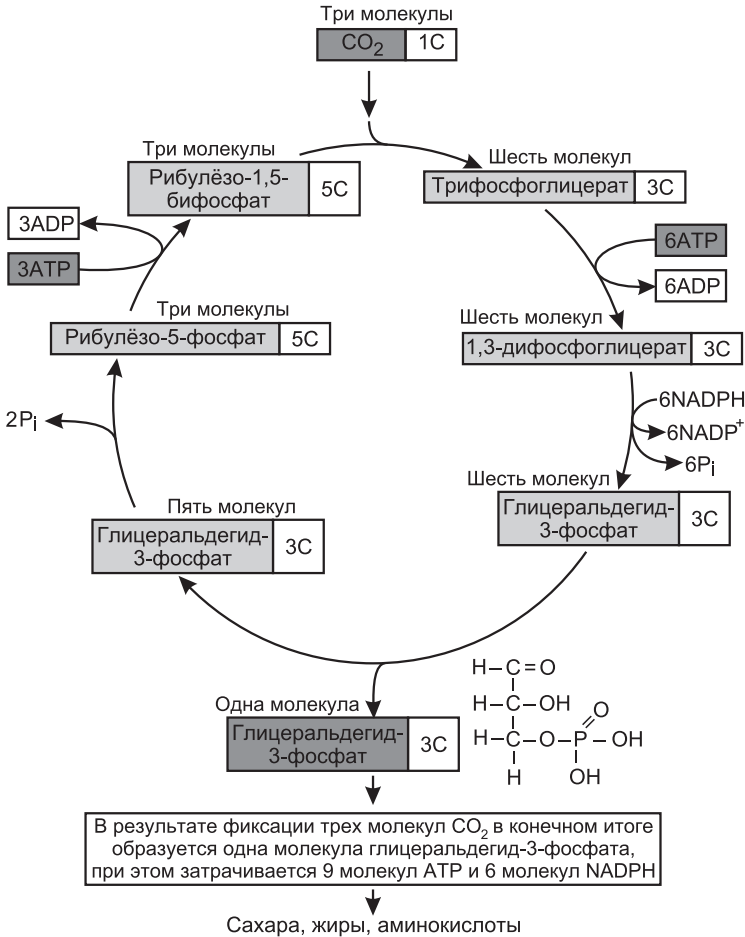 Три молекулы
CO2 1C
Три молекулы
Рибулёзо-1,5-
бифосфат
5C
Шесть молекул
Трифосфоглицерат 3C
3ADP
3ATP
6ATP
6ADP
Три молекулы
Рибулёзо-5-фосфат 5C
Шесть молекул
1,3-дифосфоглицерат 3C
2Pi
6NADPH
6NADP+
6Pi
Пять молекул
Глицеральдегид-
3-фосфат
3C
Шесть молекул
Глицеральдегид-
3-фосфат
3C
Одна молекула
Глицеральдегид-
3-фосфат
3C
H–C=O
H–C–OH
H–C–O–P–OH
O
H
OH
В результате фиксации трех молекул CO2 в конечном итоге
образуется одна молекула глицеральдегид-3-фосфата,
при этом затрачивается 9 молекул ATP и 6 молекул NADPH
Сахара, жиры, аминокислоты